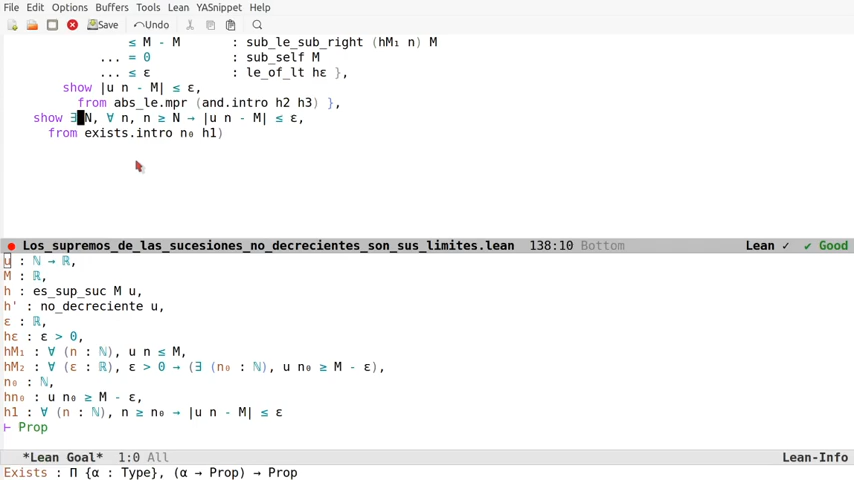 File Edit Options Buffers Tools Lean YASnippet Help
Save Undo
≤ M - M : sub_le_sub_right (hM₁ n) M
... = 0 : sub_self M
... ≤ ε : le_of_lt hε },
show |u n - M| ≤ ε,
from abs_le.mpr (and.intro h2 h3) },
show ∃ N, ∀ n, n ≥ N → |u n - M| ≤ ε,
from exists.intro n₀ h1)
Los_supremos_de_las_sucesiones_no_decrecientes_son_sus_limites.lean 138:10 Bottom Lean ✓ ✔ Good
u : ℕ → ℝ,
M : ℝ,
h : es_sup_suc M u,
h' : no_decreciente u,
ε : ℝ,
hε : ε > 0,
hM₁ : ∀ (n : ℕ), u n ≤ M,
hM₂ : ∀ (ε : ℝ), ε > 0 → (∃ (n₀ : ℕ), u n₀ ≥ M - ε),
n₀ : ℕ,
hn₀ : u n₀ ≥ M - ε,
h1 : ∀ (n : ℕ), n ≥ n₀ → |u n - M| ≤ ε
⊢ Prop
*Lean Goal* 1:0 All Lean-Info
Exists : Π {α : Type}, (α → Prop) → Prop